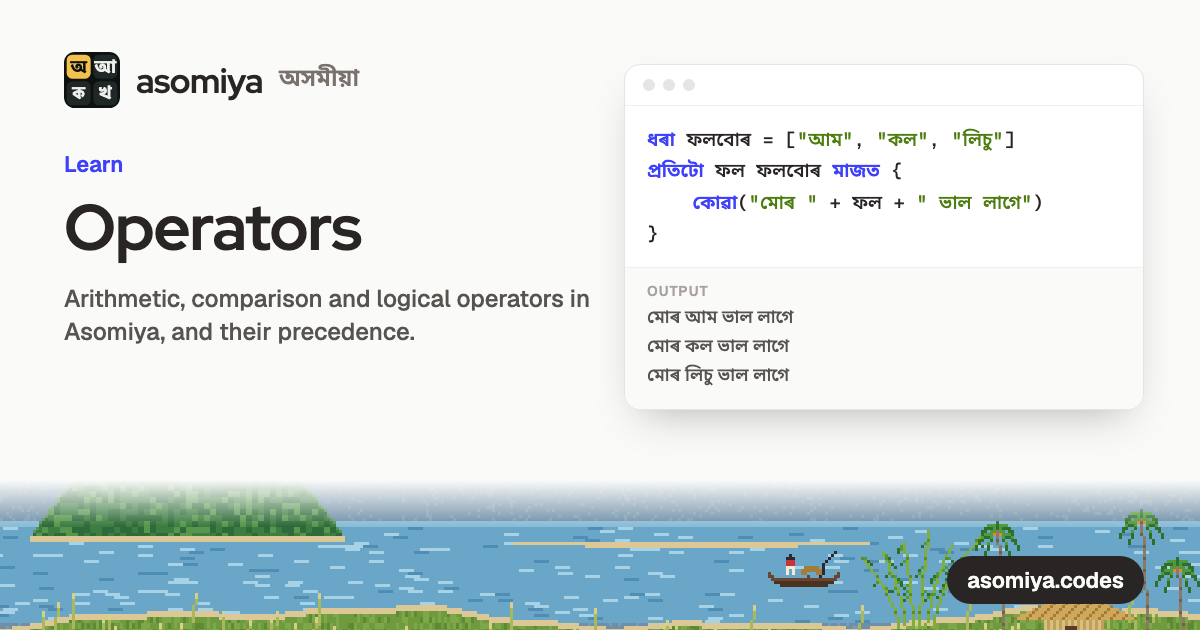 অ আ
ক খ
asomiya অসমীয়া
Learn
Operators
Arithmetic, comparison and logical operators in
Asomiya, and their precedence.
ধৰা ফলবোৰ = ["আম", "কল", "লিচু"]
প্ৰতিটো ফল ফলবোৰ মাজত {
    কোৱা("মোৰ " + ফল + " ভাল লাগে")
}
OUTPUT
মোৰ আম ভাল লাগে
মোৰ কল ভাল লাগে
মোৰ লিচু ভাল লাগে
asomiya.codes